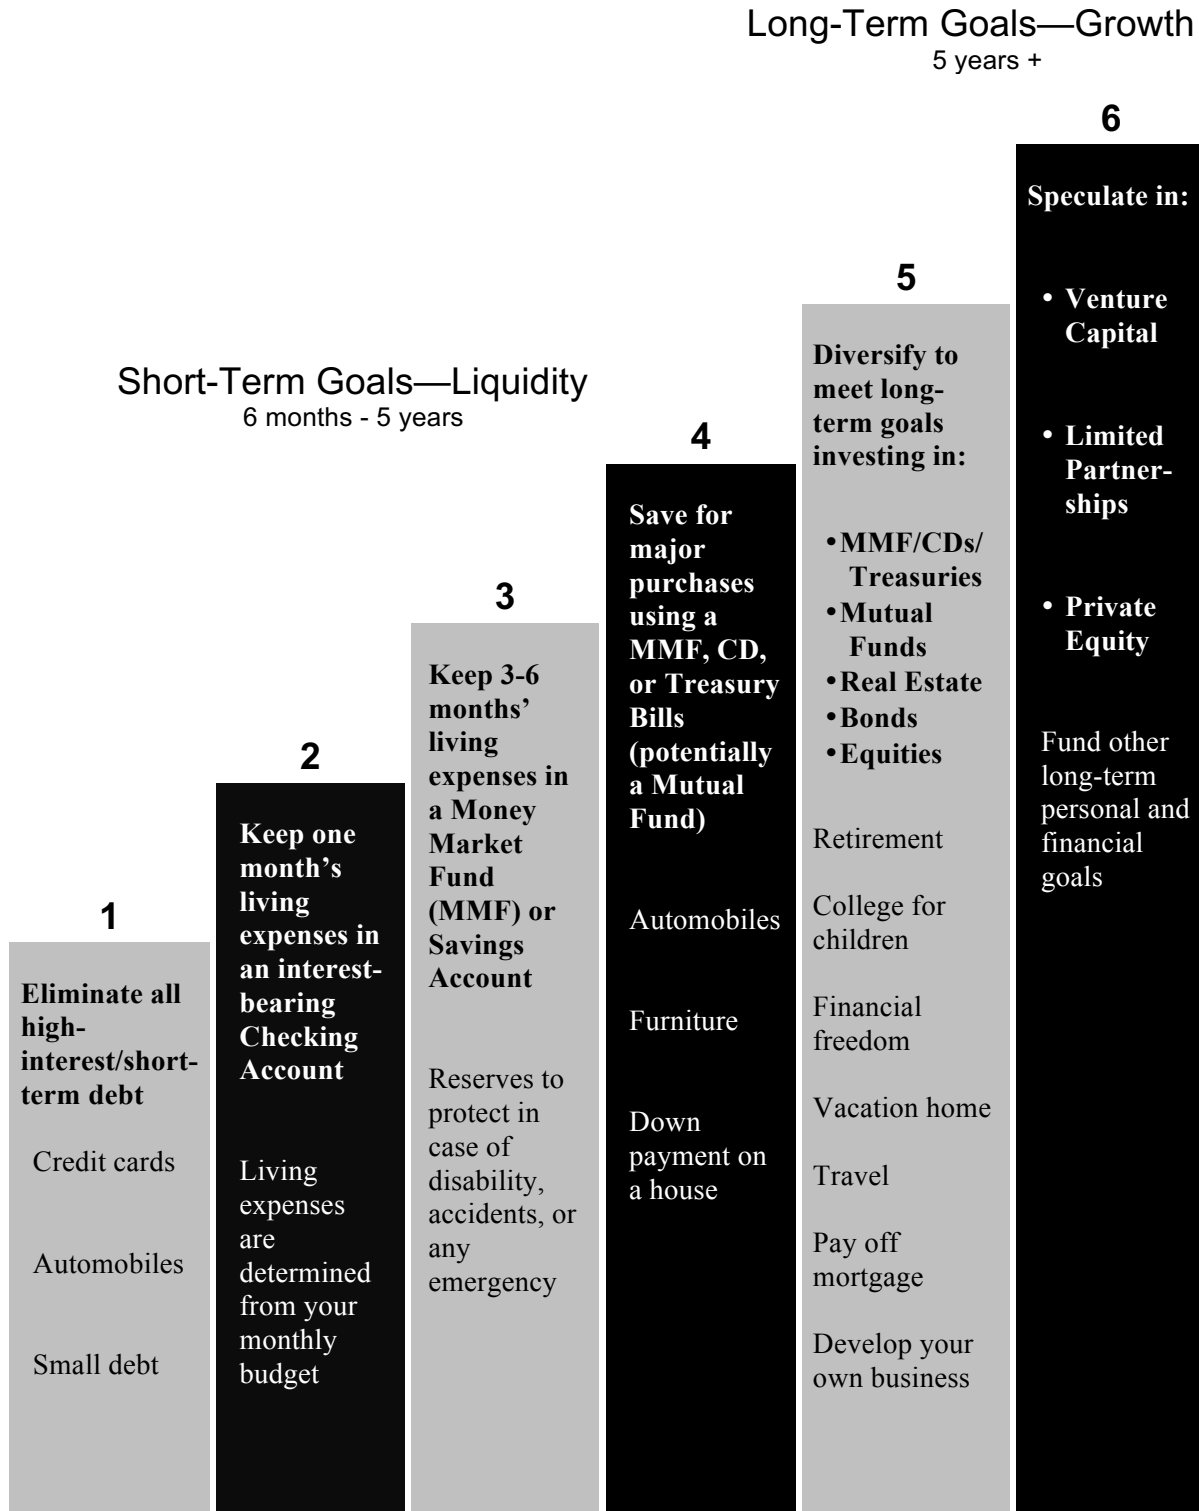 Long-Term Goals—Growth
5 years +
Short-Term Goals—Liquidity
6 months - 5 years
1
Eliminate all
high-
interest/short-
term debt
Credit cards
Automobiles
Small debt
2
Keep one
month’s
living
expenses in
an interest-
bearing
Checking
Account
Living
expenses
are
determined
from your
monthly
budget
3
Keep 3-6
months’
living
expenses in
a Money
Market
Fund
(MMF) or
Savings
Account
Reserves to
protect in
case of
disability,
accidents, or
any
emergency
4
Save for
major
purchases
using a
MMF, CD,
or Treasury
Bills
(potentially
a Mutual
Fund)
Automobiles
Furniture
Down
payment on
a house
5
Diversify to
meet long-
term goals
investing in:
•MMF/CDs/
Treasuries
•Mutual
Funds
•Real Estate
•Bonds
•Equities
Retirement
College for
children
Financial
freedom
Vacation home
Travel
Pay off
mortgage
Develop your
own business
6
Speculate in:
• Venture
Capital
• Limited
Partner-
ships
• Private
Equity
Fund other
long-term
personal and
financial
goals